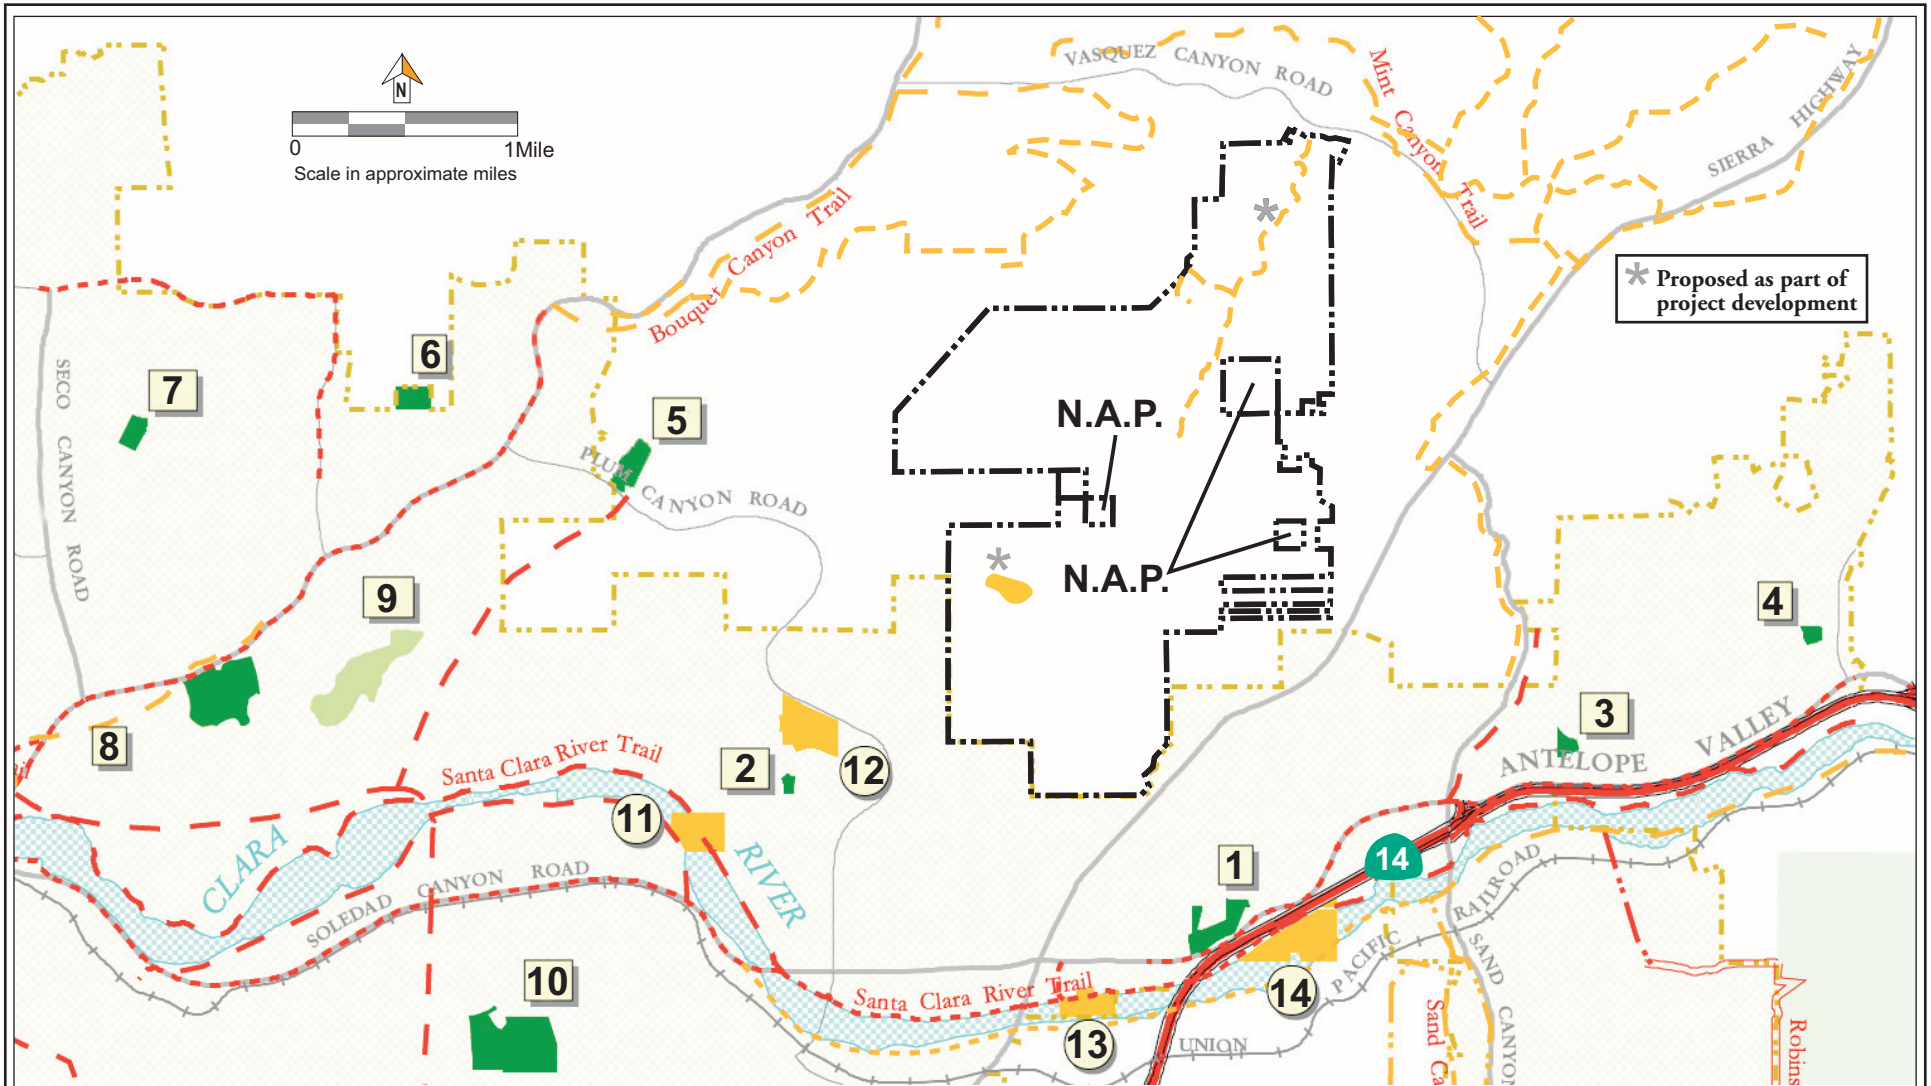 VASQUEZ CANYON ROAD
Mint Canyon Trail
SIERRA HIGHWAY
N
0 1Mile
Scale in approximate miles
Bouquet Canyon Trail
* Proposed as part of
project development
*
6
7
5
SECO CANYON ROAD
PLUM CANYON ROAD
N.A.P.
*
N.A.P.
9
4
8
3
Santa Clara River Trail
2
12
ANTELOPE VALLEY
11
CLARA
RIVER
1
14
SOLEDAD CANYON ROAD
RAILROAD
PACIFIC
UNION
10
Santa Clara River Trail
14
13
SAND CANYON
Sand Ca
Robins
ail